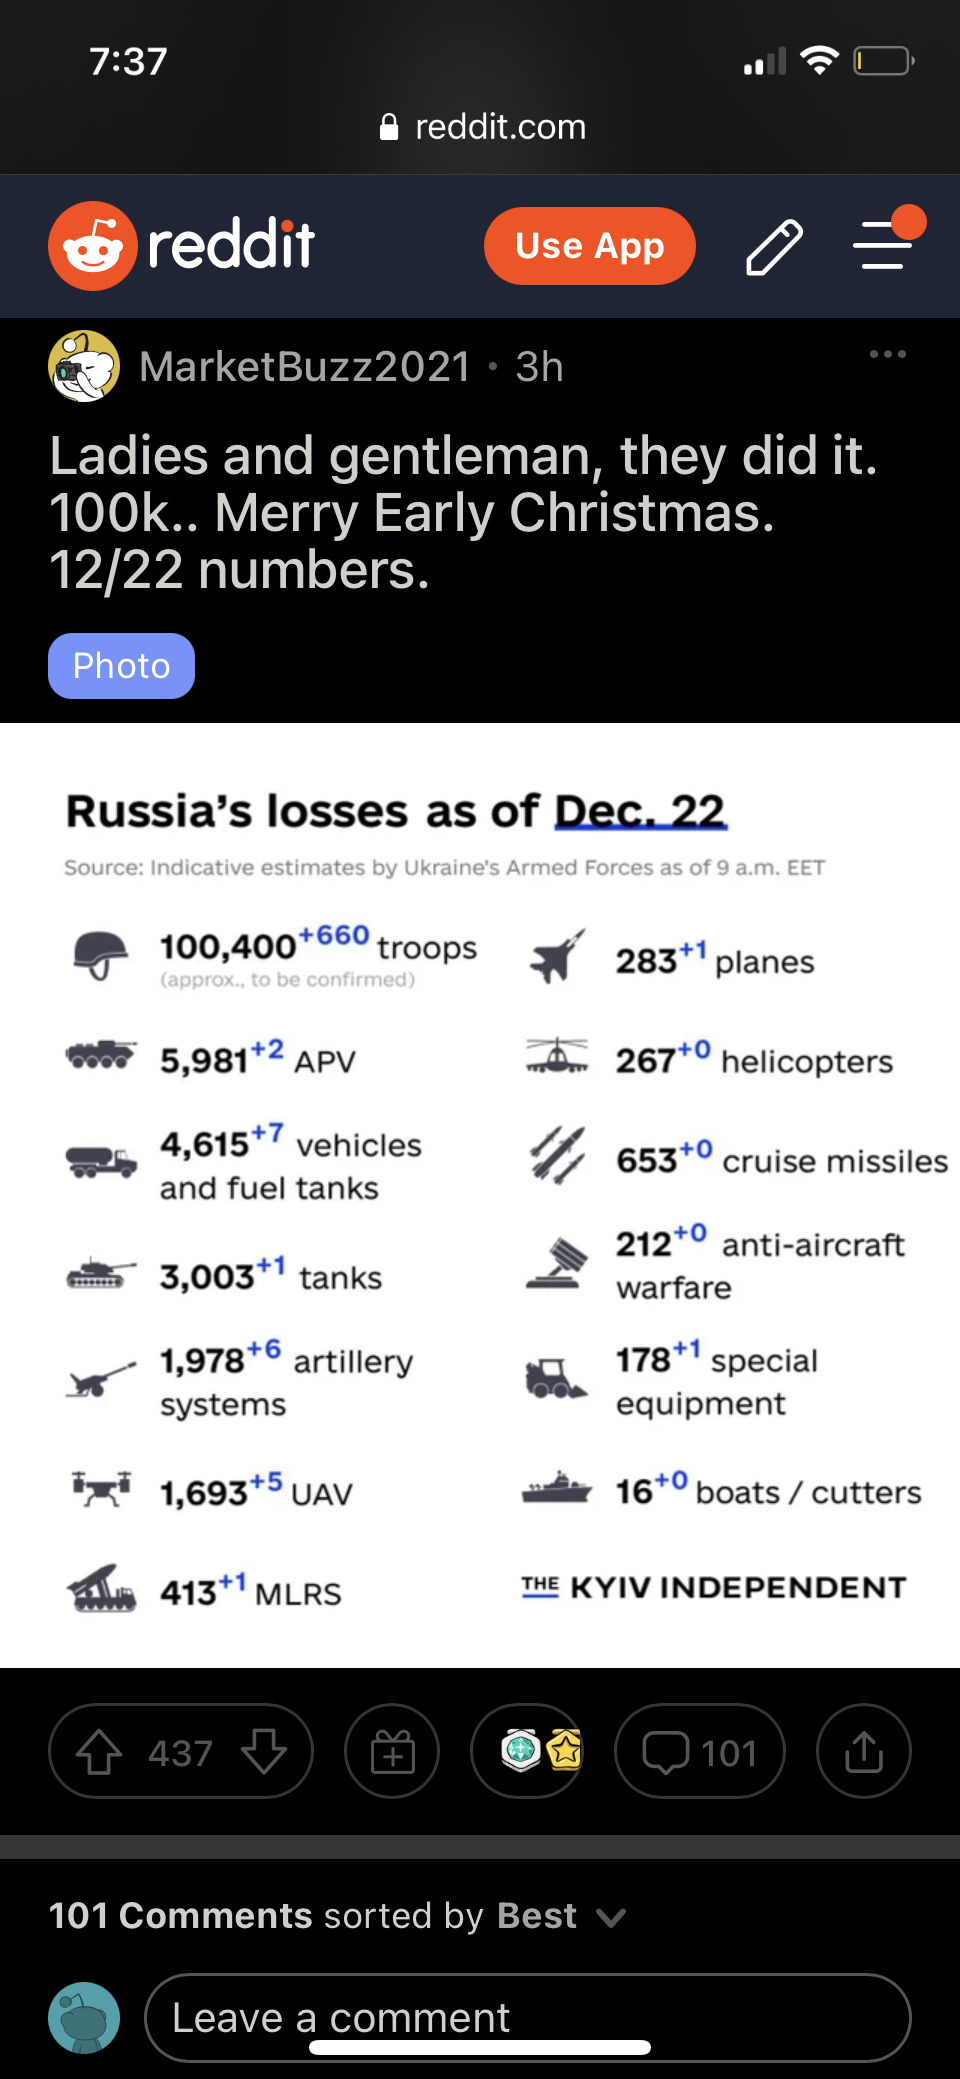 7:37
reddit.com
reddit
Use App
MarketBuzz2021 · 3h
Ladies and gentleman, they did it.
100k.. Merry Early Christmas.
12/22 numbers.
Photo
Russia's losses as of Dec. 22
Source: Indicative estimates by Ukraine's Armed Forces as of 9 a.m. EET
100,400+660 troops
(approx., to be confirmed)
5,981+2 APV
4,615+7 vehicles
and fuel tanks
3,003+1 tanks
1,978+6 artillery
systems
1,693+5 UAV
413+1 MLRS
283+1 planes
267+0 helicopters
653+0 cruise missiles
212+0 anti-aircraft
warfare
178+1 special
equipment
16+0 boats / cutters
THE KYIV INDEPENDENT
437
101
101 Comments sorted by Best
Leave a comment